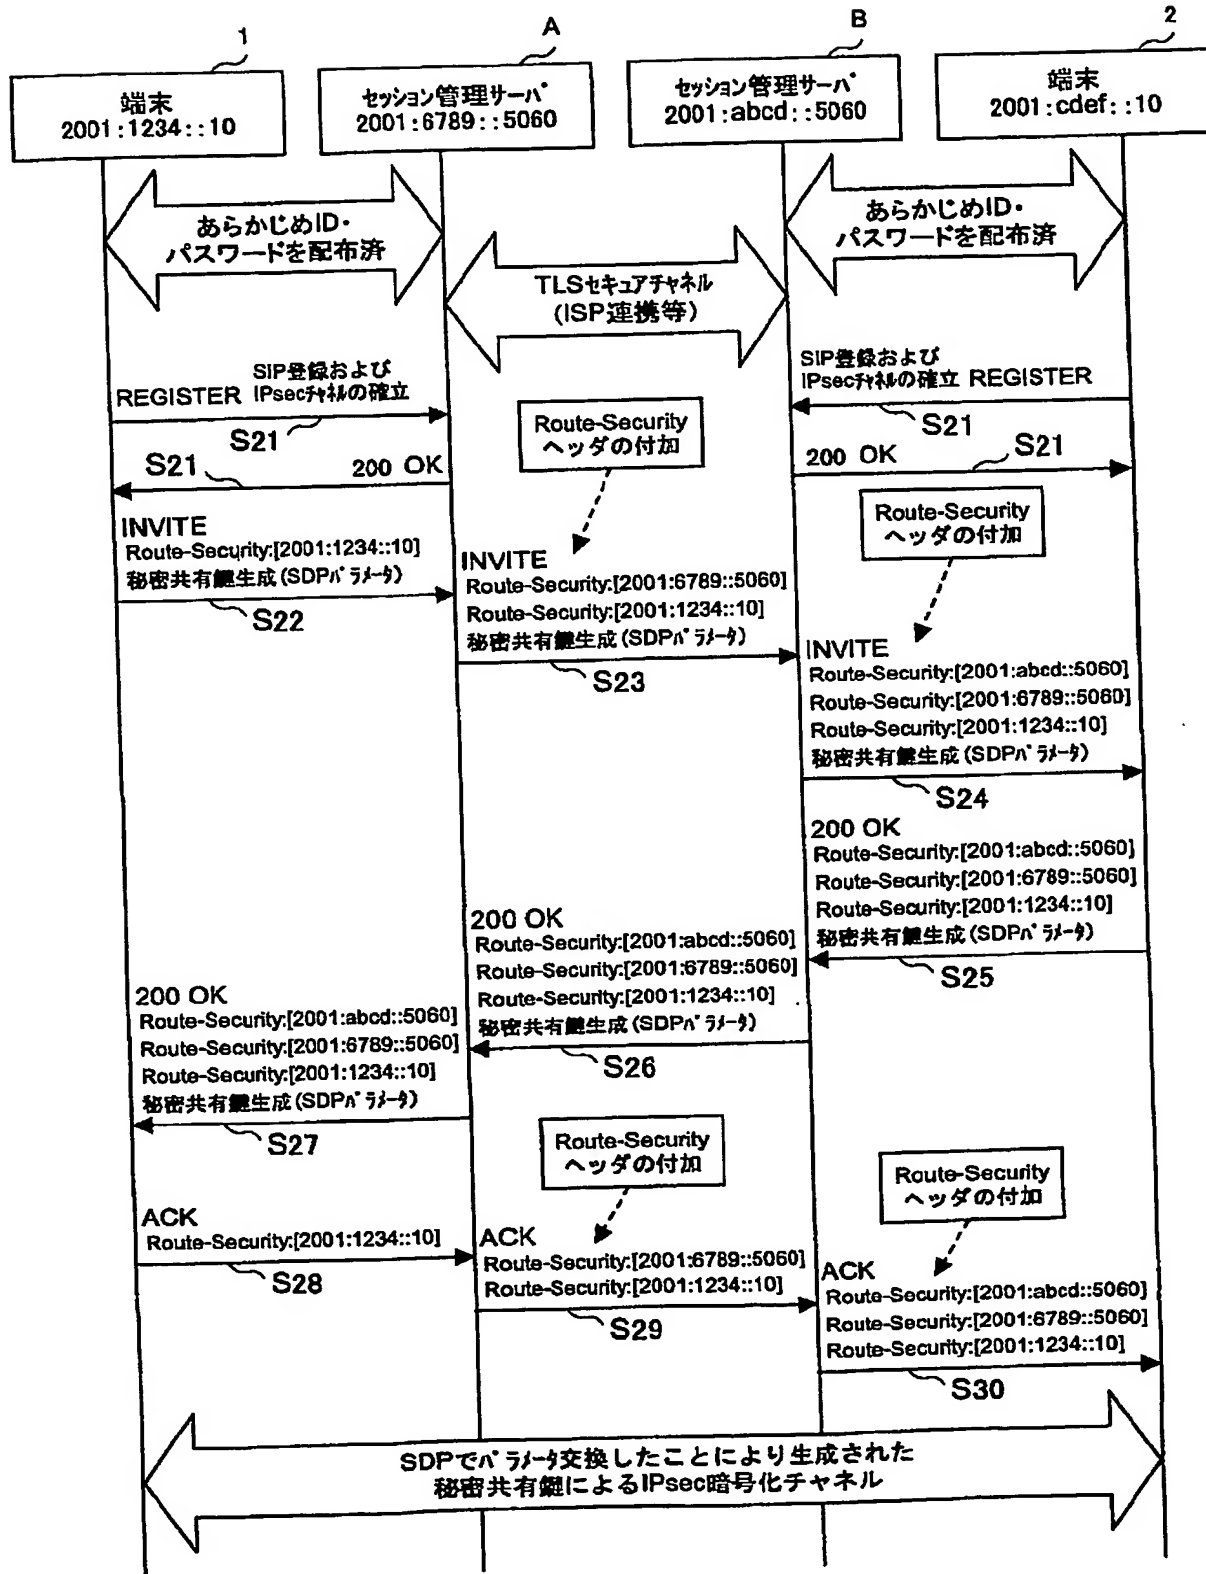 1
A
B
2
端末
2001:1234::10
セッション管理サーバ
2001:6789::5060
セッション管理サーバ
2001:abcd::5060
端末
2001:cdef::10
あらかじめID・
パスワードを配布済
あらかじめID・
パスワードを配布済
TLSセキュアチャネル
(ISP連携等)
SIP登録および
REGISTER IPsecチャネルの確立
S21
SIP登録および
IPsecチャネルの確立 REGISTER
S21
Route-Security
ヘッダの付加
S21
200 OK
200 OK
S21
Route-Security
ヘッダの付加
INVITE
Route-Security:[2001:1234::10]
秘密共有鍵生成(SDPパラメータ)
S22
INVITE
Route-Security:[2001:6789::5060]
Route-Security:[2001:1234::10]
秘密共有鍵生成(SDPパラメータ)
S23
INVITE
Route-Security:[2001:abcd::5060]
Route-Security:[2001:6789::5060]
Route-Security:[2001:1234::10]
秘密共有鍵生成(SDPパラメータ)
S24
200 OK
Route-Security:[2001:abcd::5060]
Route-Security:[2001:6789::5060]
Route-Security:[2001:1234::10]
秘密共有鍵生成(SDPパラメータ)
S25
200 OK
Route-Security:[2001:abcd::5060]
Route-Security:[2001:6789::5060]
Route-Security:[2001:1234::10]
秘密共有鍵生成(SDPパラメータ)
S26
200 OK
Route-Security:[2001:abcd::5060]
Route-Security:[2001:6789::5060]
Route-Security:[2001:1234::10]
秘密共有鍵生成(SDPパラメータ)
S27
Route-Security
ヘッダの付加
Route-Security
ヘッダの付加
ACK
Route-Security:[2001:1234::10]
S28
ACK
Route-Security:[2001:6789::5060]
Route-Security:[2001:1234::10]
S29
ACK
Route-Security:[2001:abcd::5060]
Route-Security:[2001:6789::5060]
Route-Security:[2001:1234::10]
S30
SDPでパラメータ交換したことにより生成された
秘密共有鍵によるIPsec暗号化チャネル